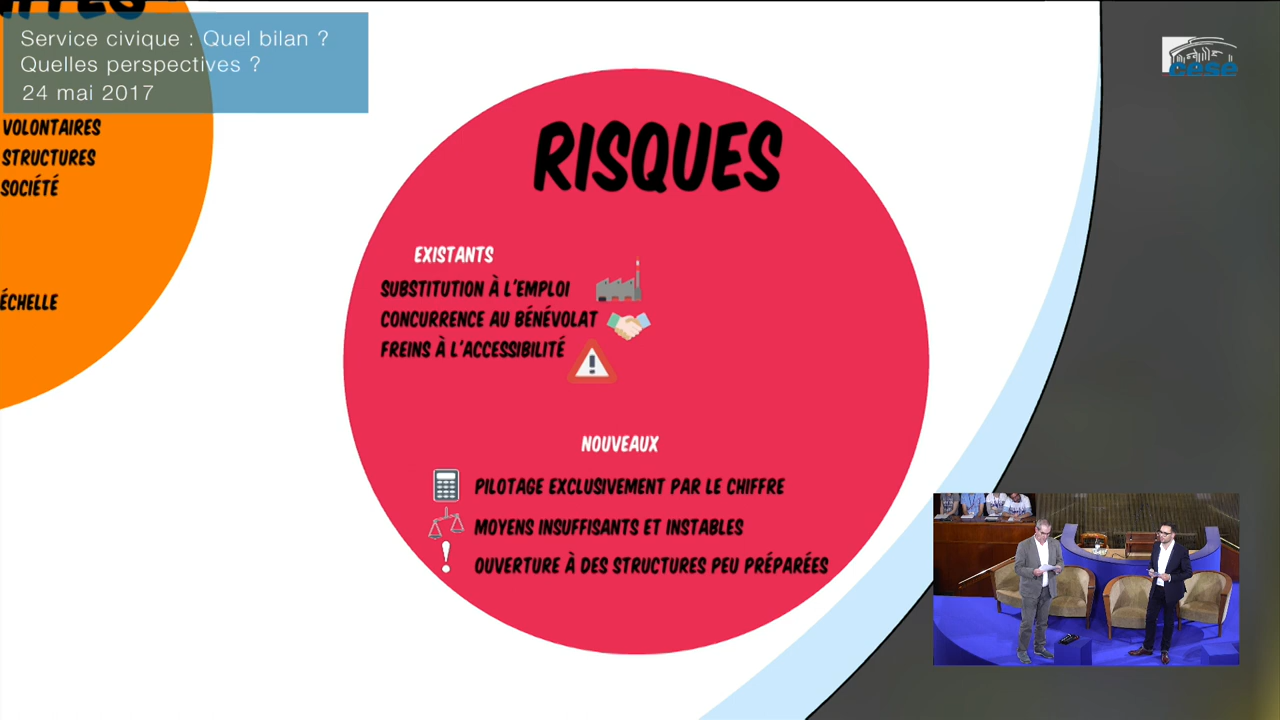 Service civique : Quel bilan ?
Quelles perspectives ?
24 mai 2017
cese
VOLONTAIRES
STRUCTURES
SOCIÉTÉ
ÉCHELLE
RISQUES
EXISTANTS
SUBSTITUTION À L'EMPLOI
CONCURRENCE AU BÉNÉVOLAT
FREINS À L'ACCESSIBILITÉ
NOUVEAUX
PILOTAGE EXCLUSIVEMENT PAR LE CHIFFRE
MOYENS INSUFFISANTS ET INSTABLES
OUVERTURE À DES STRUCTURES PEU PRÉPARÉES